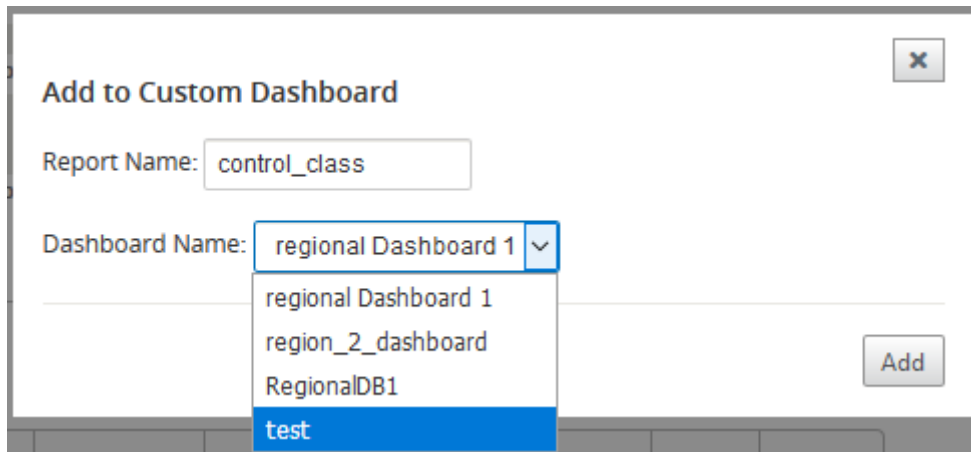 Add to Custom Dashboard
Report Name: control_class
Dashboard Name: regional Dashboard 1
regional Dashboard 1
region_2_dashboard
RegionalDB1
Add
test